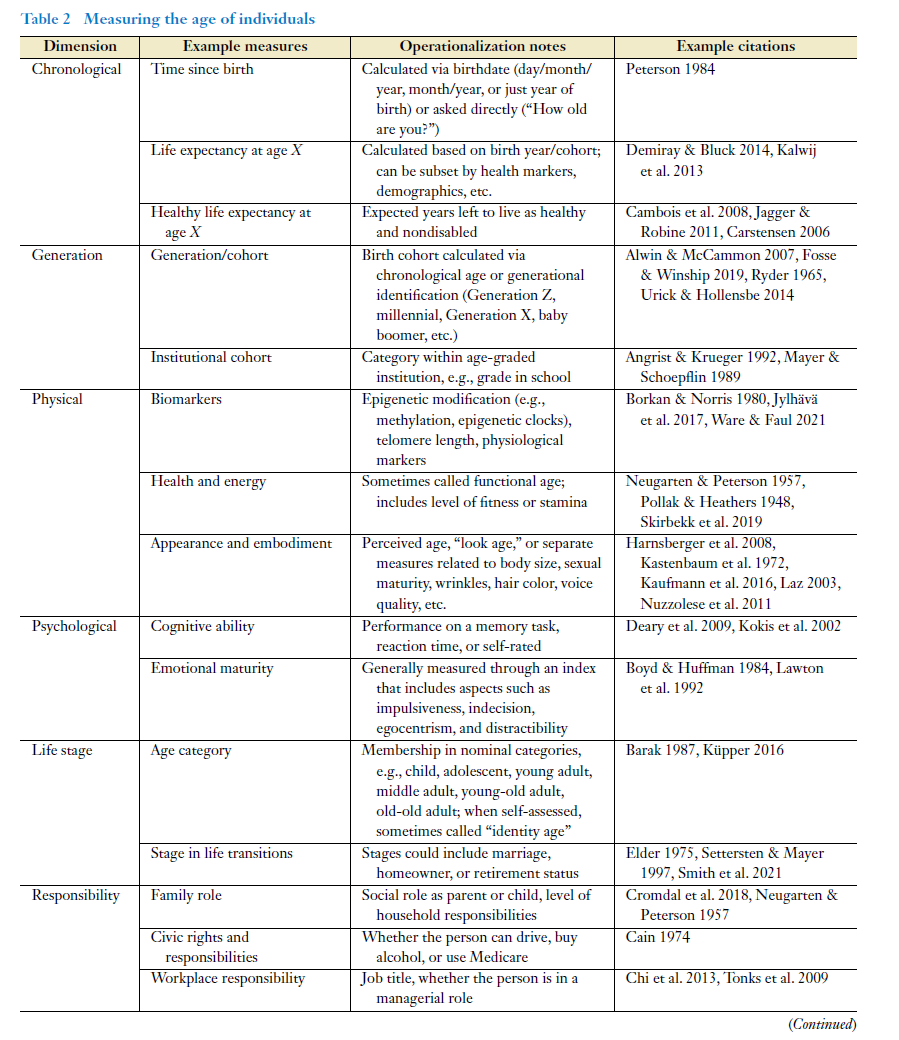 Table 2 Measuring the age of individuals
Dimension Example measures Operationalization notes Example citations
Chronological Time since birth Calculated via birthdate (day/month/ Peterson 1984
year, month/year, or just year of
birth) or asked directly (“How old
are you?”)
Life expectancy at age X Calculated based on birth year/cohort; Demiray & Bluck 2014, Kalwij
can be subset by health markers, et al. 2013
demographics, etc.
Healthy life expectancy at Expected years left to live as healthy Cambois et al. 2008, Jagger &
age X and nondisabled Robine 2011, Carstensen 2006
Generation Generation/cohort Birth cohort calculated via Alwin & McCammon 2007, Fosse
chronological age or generational & Winship 2019, Ryder 1965,
identification (Generation Z, Urick & Hollensbe 2014
millennial, Generation X, baby
boomer, etc.)
Institutional cohort Category within age-graded Angrist & Krueger 1992, Mayer &
institution, e.g., grade in school Schoepflin 1989
Physical Biomarkers Epigenetic modification (e.g., Borkan & Norris 1980, Jylhävä
methylation, epigenetic clocks), et al. 2017, Ware & Faul 2021
telomere length, physiological
markers
Health and energy Sometimes called functional age; Neugarten & Peterson 1957,
includes level of fitness or stamina Pollak & Heathers 1948,
Skirbekk et al. 2019
Appearance and embodiment Perceived age, “look age,” or separate Harnsberger et al. 2008,
measures related to body size, sexual Kastenbaum et al. 1972,
maturity, wrinkles, hair color, voice Kaufmann et al. 2016, Laz 2003,
quality, etc. Nuzzolese et al. 2011
Psychological Cognitive ability Performance on a memory task, Deary et al. 2009, Kokis et al. 2002
reaction time, or self-rated
Emotional maturity Generally measured through an index Boyd & Huffman 1984, Lawton
that includes aspects such as et al. 1992
impulsiveness, indecision,
egocentrism, and distractibility
Life stage Age category Membership in nominal categories, Barak 1987, Küpper 2016
e.g., child, adolescent, young adult,
middle adult, young-old adult,
old-old adult; when self-assessed,
sometimes called “identity age”
Stage in life transitions Stages could include marriage, Elder 1975, Settersten & Mayer
homeowner, or retirement status 1997, Smith et al. 2021
Responsibility Family role Social role as parent or child, level of Cromdal et al. 2018, Neugarten &
household responsibilities Peterson 1957
Civic rights and Whether the person can drive, buy Cain 1974
responsibilities alcohol, or use Medicare
Workplace responsibility Job title, whether the person is in a Chi et al. 2013, Tonks et al. 2009
managerial role
(Continued)